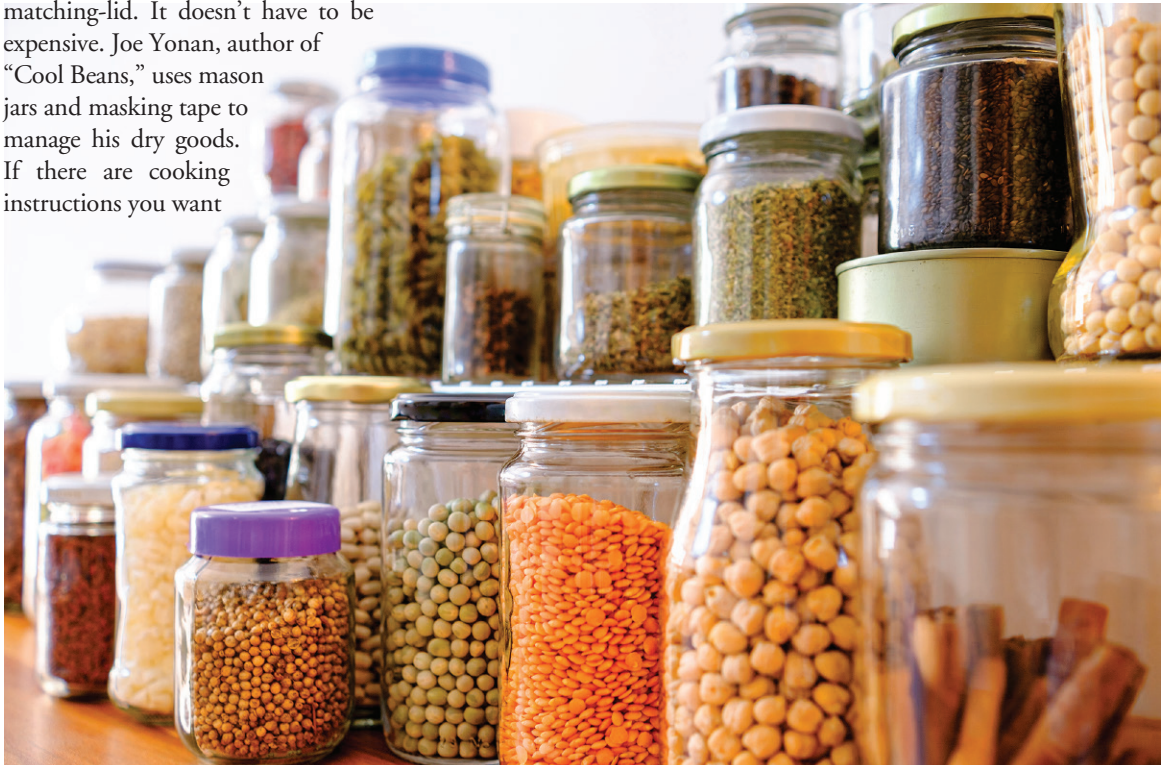 matching-lid. It doesn’t have to be
expensive. Joe Yonan, author of
“Cool Beans,” uses mason
jars and masking tape to
manage his dry goods.
If there are cooking
instructions you want